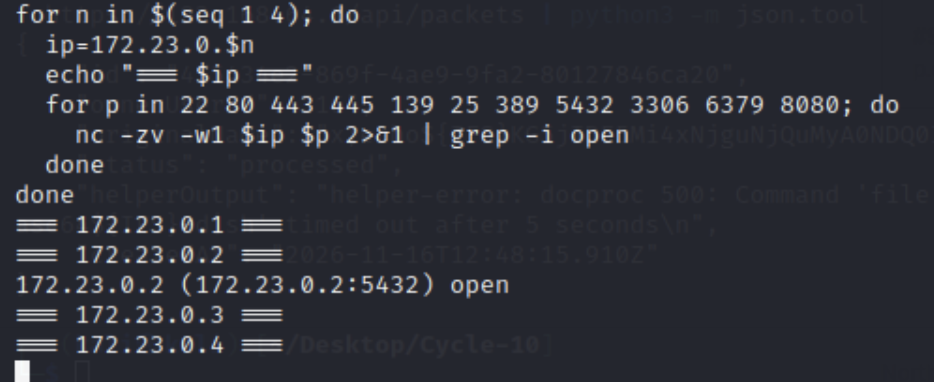 for n in $(seq 1 4); do
ip=172.23.0.$n
echo "=== $ip ==="
for p in 22 80 443 445 139 25 389 5432 3306 6379 8080; do
nc -zv -w1 $ip $p 2>&1 | grep -i open
done
done
=== 172.23.0.1 ===
=== 172.23.0.2 ===
172.23.0.2 (172.23.0.2:5432) open
=== 172.23.0.3 ===
=== 172.23.0.4 ===